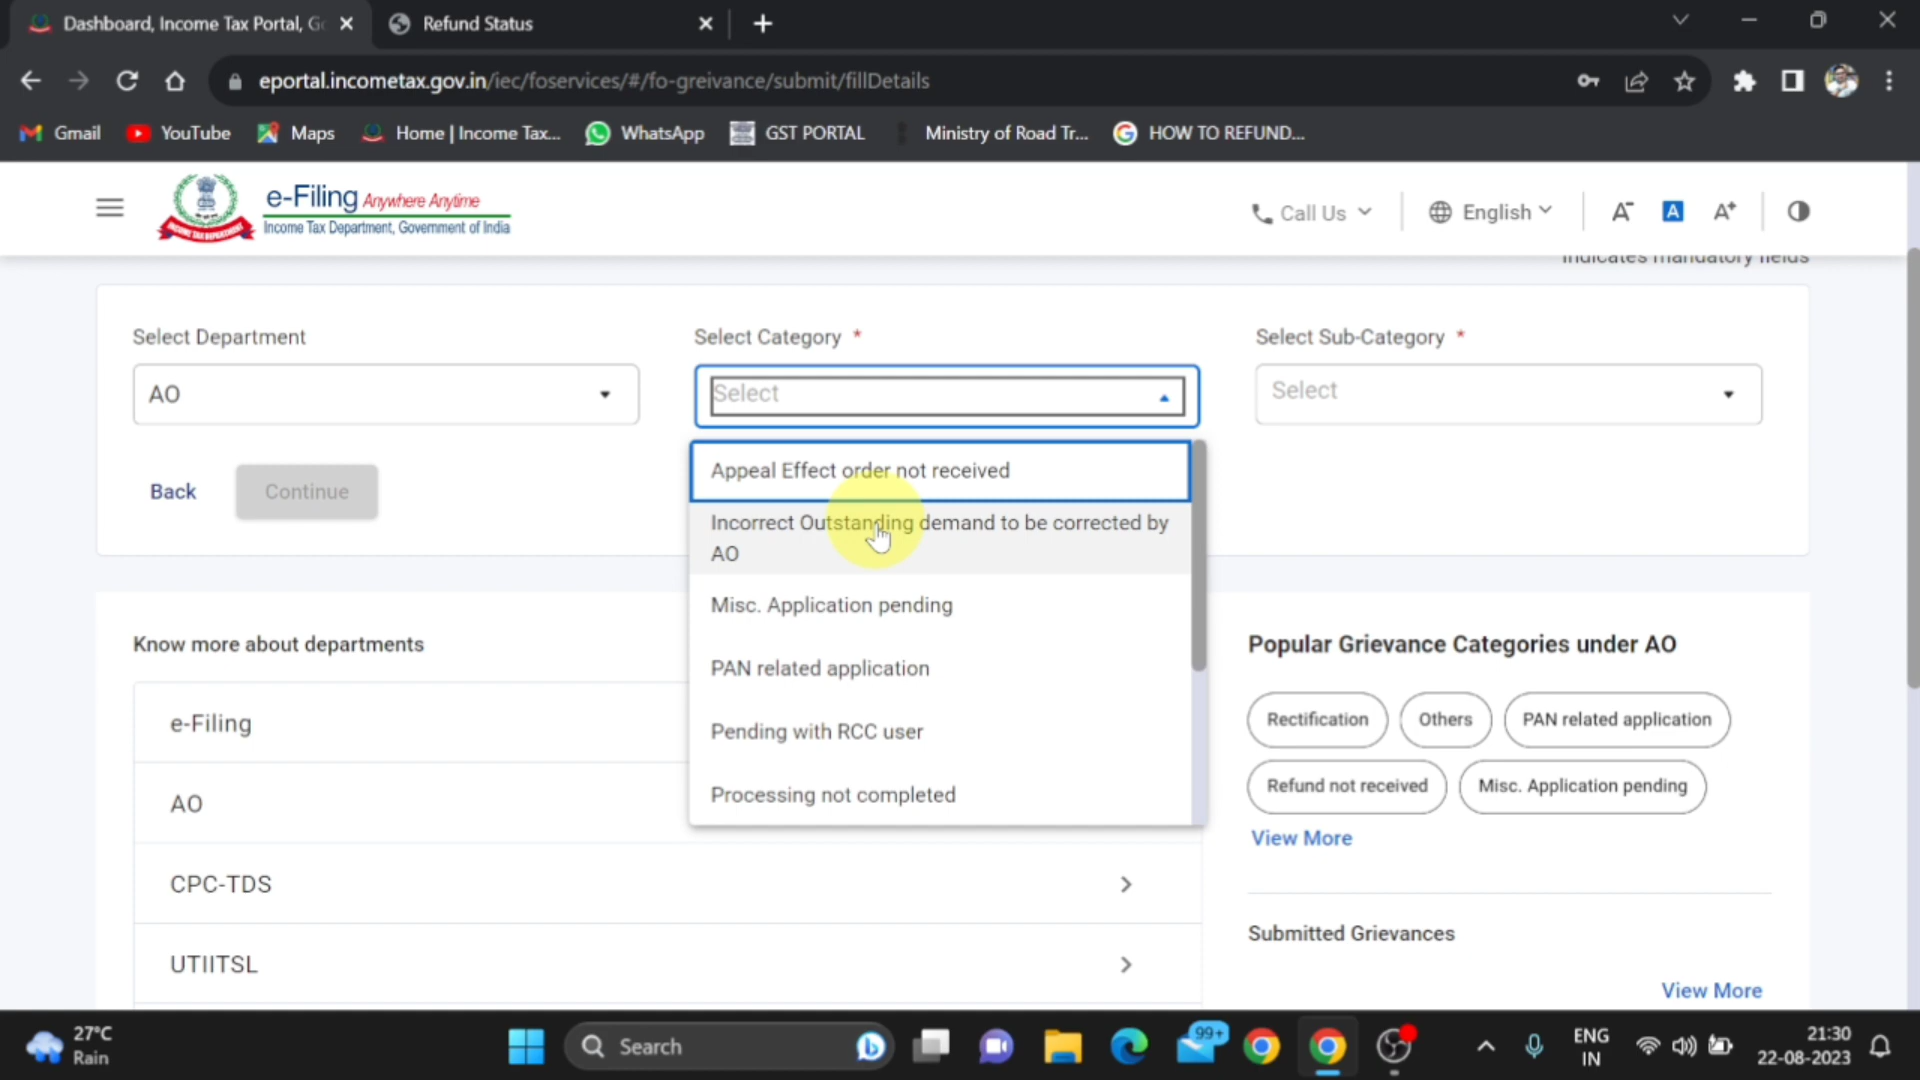 Dashboard, Income Tax Portal, G
Refund Status
eportal.incometax.gov.in/iec/foservices/#/fo-greivance/submit/fillDetails
Gmail
YouTube
Maps
Home | Income Tax...
WhatsApp
GST PORTAL
Ministry of Road Tr...
HOW TO REFUND...
e-Filing Anywhere Anytime
Income Tax Department, Government of India
Call Us
English
A-
A
A+
Indicates mandatory fields
Select Department
Select Category *
Select Sub-Category *
AO
Select
Select
Back
Continue
Appeal Effect order not received
Incorrect Outstanding demand to be corrected by
AO
Misc. Application pending
PAN related application
Pending with RCC user
Processing not completed
Know more about departments
e-Filing
AO
CPC-TDS
UTIITSL
Popular Grievance Categories under AO
Rectification
Others
PAN related application
Refund not received
Misc. Application pending
View More
Submitted Grievances
View More
27°C
Rain
Search
99+
ENG
IN
21:30
22-08-2023